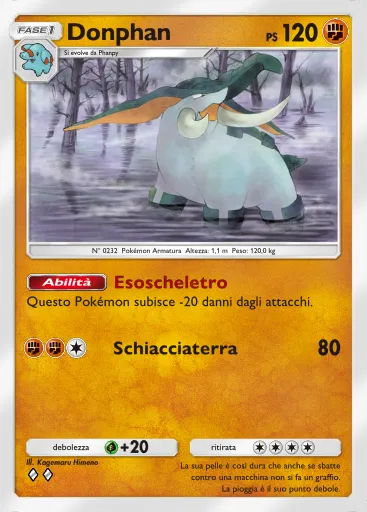 FASE 1
Donphan
PS 120
Si evolve da Phanpy
N° 0232 Pokémon Armatura Altezza: 1,1 m Peso: 120,0 kg
Abilità Esoscheletro
Questo Pokémon subisce -20 danni dagli attacchi.
Schiacciaterra 80
debolezza +20 ritirata
Ill. Kagemaru Himeno
La sua pelle è così dura che anche se sbatte
contro una macchina non si fa un graffio.
La pioggia è il suo punto debole.